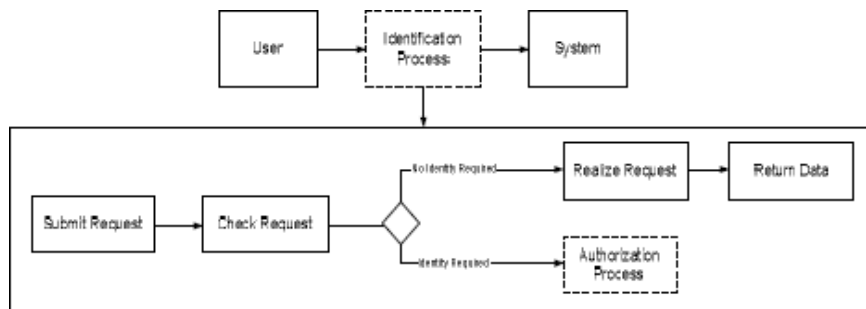 User
Identification
Process
System
No Identity Required
Realize Request
Return Data
Submit Request
Check Request
Identity Required
Authorization
Process